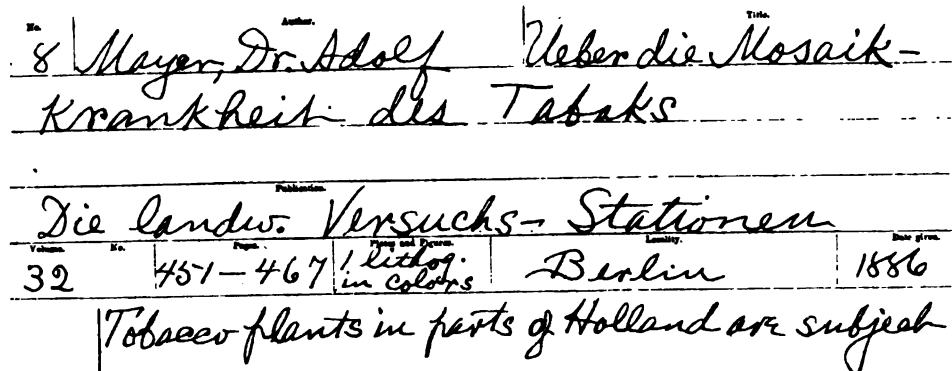 No. Author. Title.
8 Mayer, Dr. Adolf Ueber die Mosaik-
Krankheit des Tabaks
Publication.
Die landw. Versuchs-Stationen
Volume. No. Pages. Plates and Figures. Locality. Date given.
32 451-467 1 lithog. in colors Berlin 1886
Tobacco plants in parts of Holland are subject